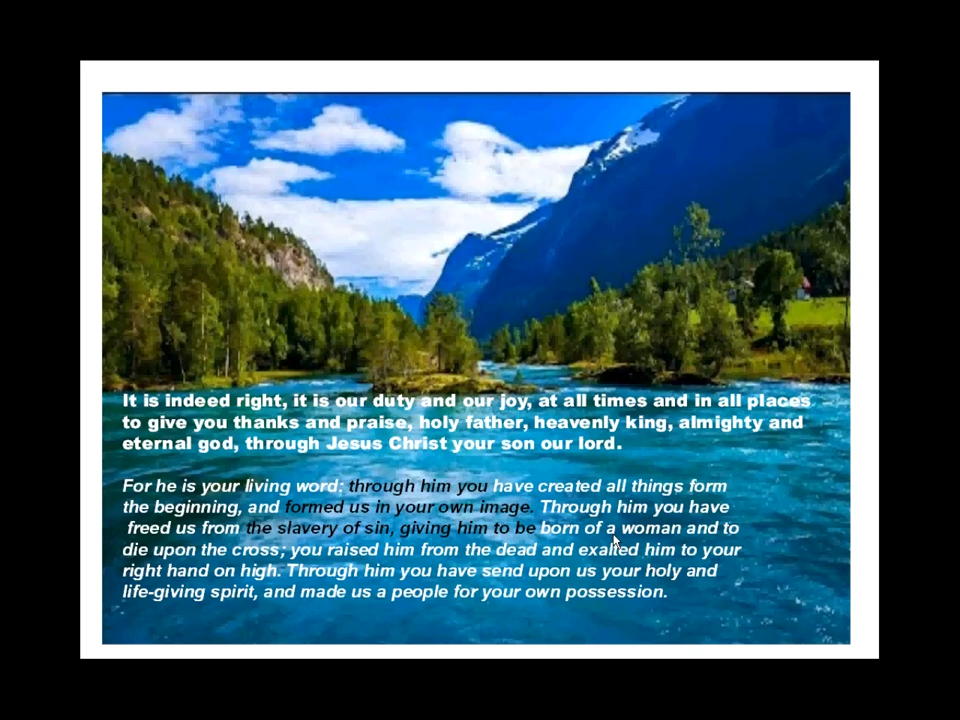 It is indeed right, it is our duty and our joy, at all times and in all places
to give you thanks and praise, holy father, heavenly king, almighty and
eternal god, through Jesus Christ your son our lord.
For he is your living word; through him you have created all things form
the beginning, and formed us in your own image. Through him you have
freed us from the slavery of sin, giving him to be born of a woman and to
die upon the cross; you raised him from the dead and exalted him to your
right hand on high. Through him you have send upon us your holy and
life-giving spirit, and made us a people for your own possession.